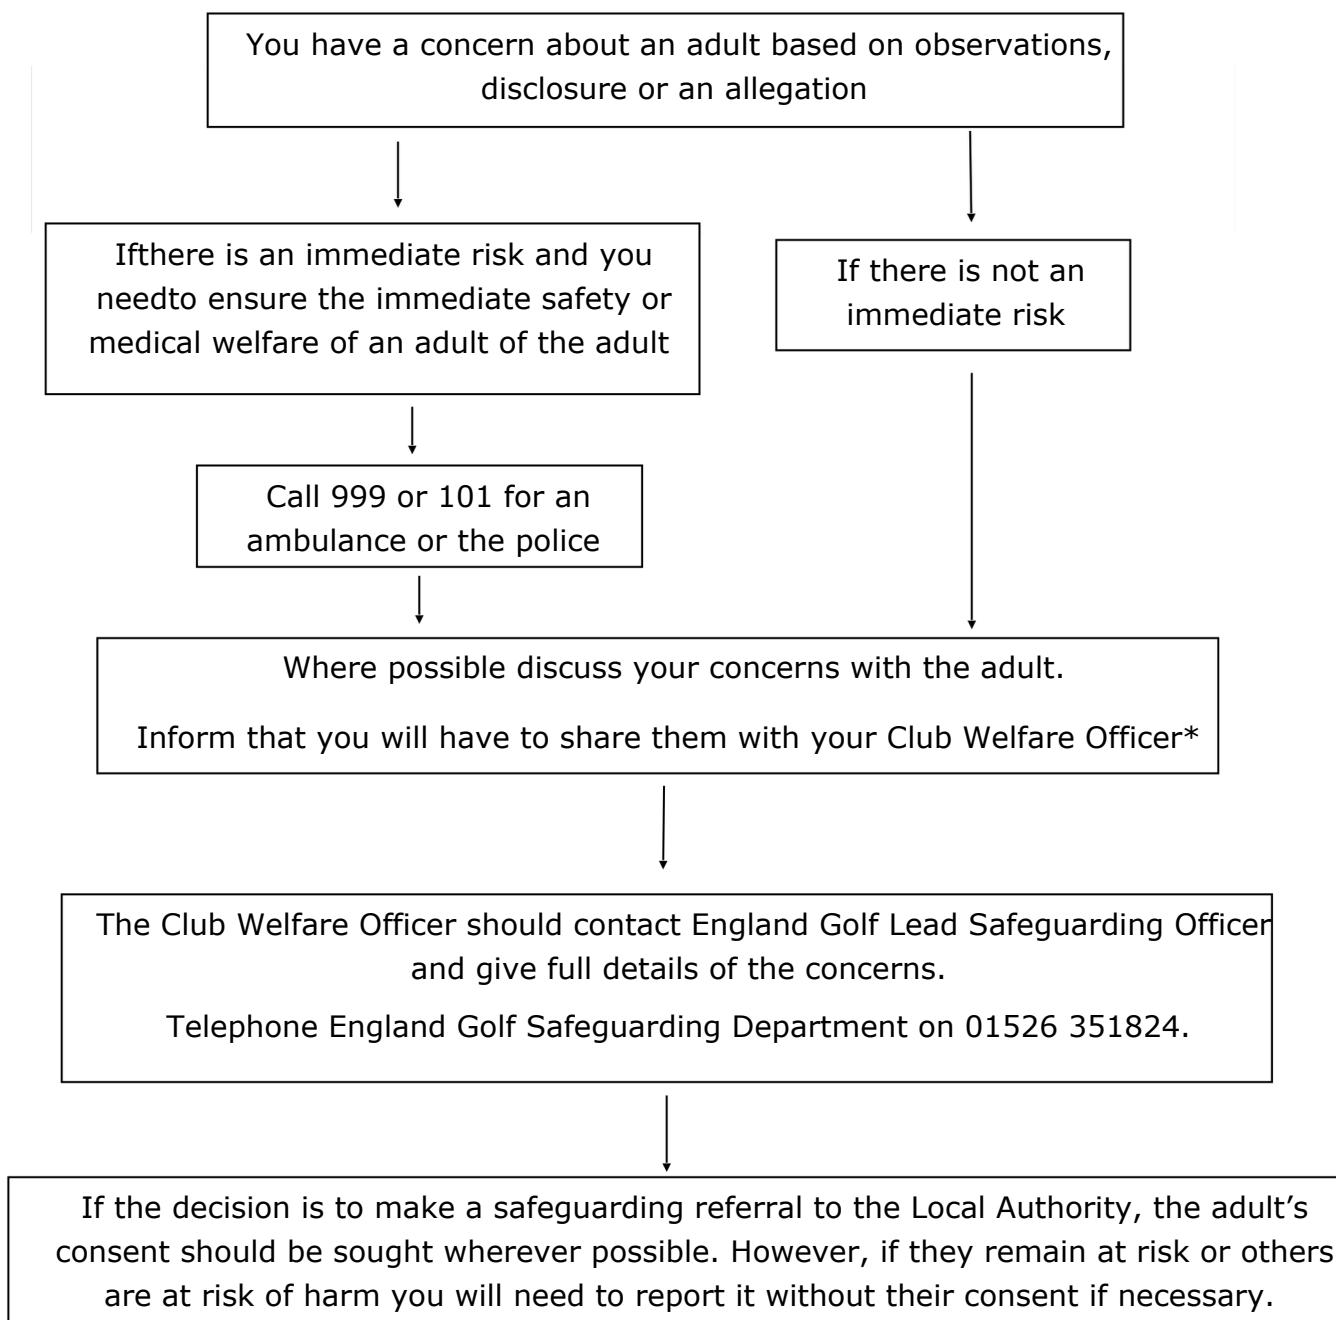 You have a concern about an adult based on observations,
disclosure or an allegation
Ifthere is an immediate risk and you
needto ensure the immediate safety or
medical welfare of an adult of the adult
If there is not an
immediate risk
Call 999 or 101 for an
ambulance or the police
Where possible discuss your concerns with the adult.
Inform that you will have to share them with your Club Welfare Officer*
The Club Welfare Officer should contact England Golf Lead Safeguarding Officer
and give full details of the concerns.
Telephone England Golf Safeguarding Department on 01526 351824.
If the decision is to make a safeguarding referral to the Local Authority, the adult’s
consent should be sought wherever possible. However, if they remain at risk or others
are at risk of harm you will need to report it without their consent if necessary.